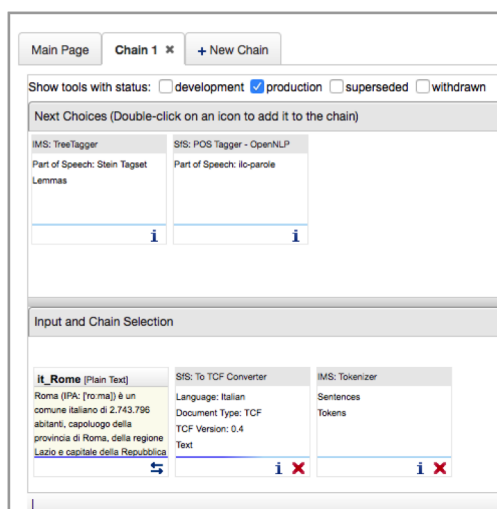 Main Page
Chain 1 ✖
+ New Chain
Show tools with status: development production superseded withdrawn
Next Choices (Double-click on an icon to add it to the chain)
IMS: TreeTagger
Part of Speech: Stein Tagset
Lemmas
i
SfS: POS Tagger - OpenNLP
Part of Speech: ilc-parole
i
Input and Chain Selection
it_Rome [Plain Text]
Roma (IPA: ['ro:ma]) è un
comune italiano di 2.743.796
abitanti, capoluogo della
provincia di Roma, della regione
Lazio e capitale della Repubblica
SfS: To TCF Converter
Language: Italian
Document Type: TCF
TCF Version: 0.4
Text
i ✖
IMS: Tokenizer
Sentences
Tokens
i ✖